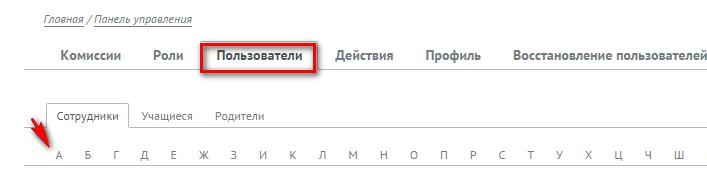 Главная / Панель управления
Комиссии Роли Пользователи Действия Профиль Восстановление пользователей
Сотрудники Учащиеся Родители
А Б Г Д Е Ж З И К Л М Н О П Р С Т У Х Ц Ч Ш